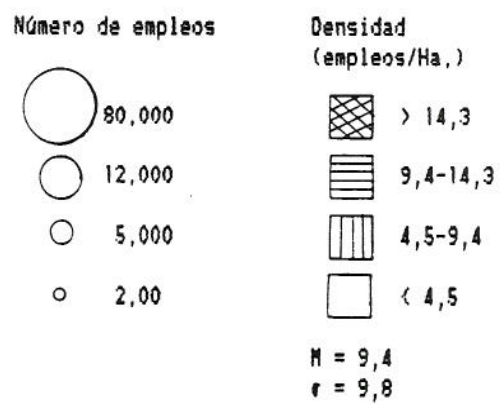 Número de empleos
80,000
12,000
5,000
2,00
Densidad
(empleos/Ha,)
> 14,3
9,4-14,3
4,5-9,4
< 4,5
M = 9,4
σ = 9,8